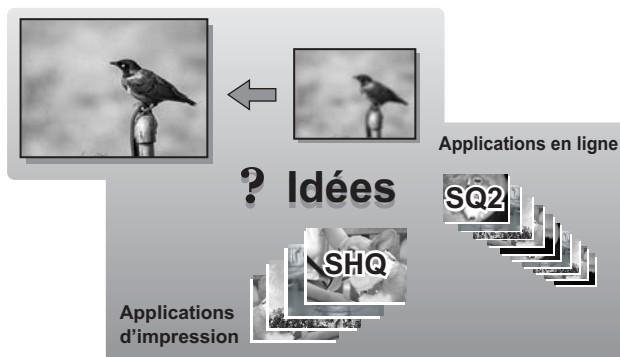 Applications en ligne
? Idées
SQ2
SHQ
Applications
d'impression